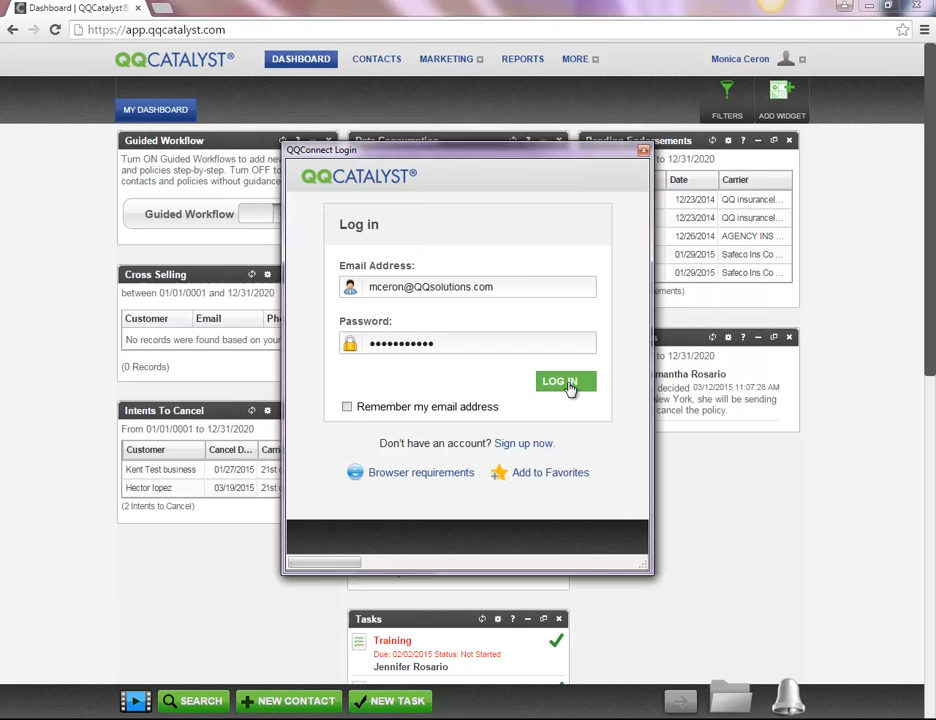 Dashboard | QQCatalyst®
https://app.qqcatalyst.com
QQCATALYST®
DASHBOARD
CONTACTS
MARKETING
REPORTS
MORE
Monica Ceron
MY DASHBOARD
FILTERS
ADD WIDGET
Guided Workflow
Turn ON Guided Workflows to add new
and policies step-by-step. Turn OFF to
contacts and policies without guidance
Guided Workflow
Cross Selling
between 01/01/0001 and 12/31/2020
Customer
Email
No records were found based on your
(0 Records)
Intents To Cancel
From 01/01/0001 to 12/31/2020
Customer
Cancel D...
Kent Test business
01/27/2015
21st
Hector lopez
03/19/2015
21st
(2 Intents to Cancel)
QQConnect Login
QQCATALYST®
Log in
Email Address:
mceron@QQsolutions.com
Password:
•••••••••••
LOG IN
Remember my email address
Don't have an account? Sign up now.
Browser requirements
Add to Favorites
to 12/31/2020
Date
Carrier
12/23/2014
QQ insurancel...
12/23/2014
QQ insurancel...
12/26/2014
AGENCY INS ...
01/29/2015
Safeco Ins Co ...
01/29/2015
Safeco Ins Co ...
to 12/31/2020
mantha Rosario
decided
03/12/2015 11:07:28 AM
New York, she will be sending
cancel the policy.
Tasks
Training
Due: 02/02/2015 Status: Not Started
Jennifer Rosario
SEARCH
NEW CONTACT
NEW TASK